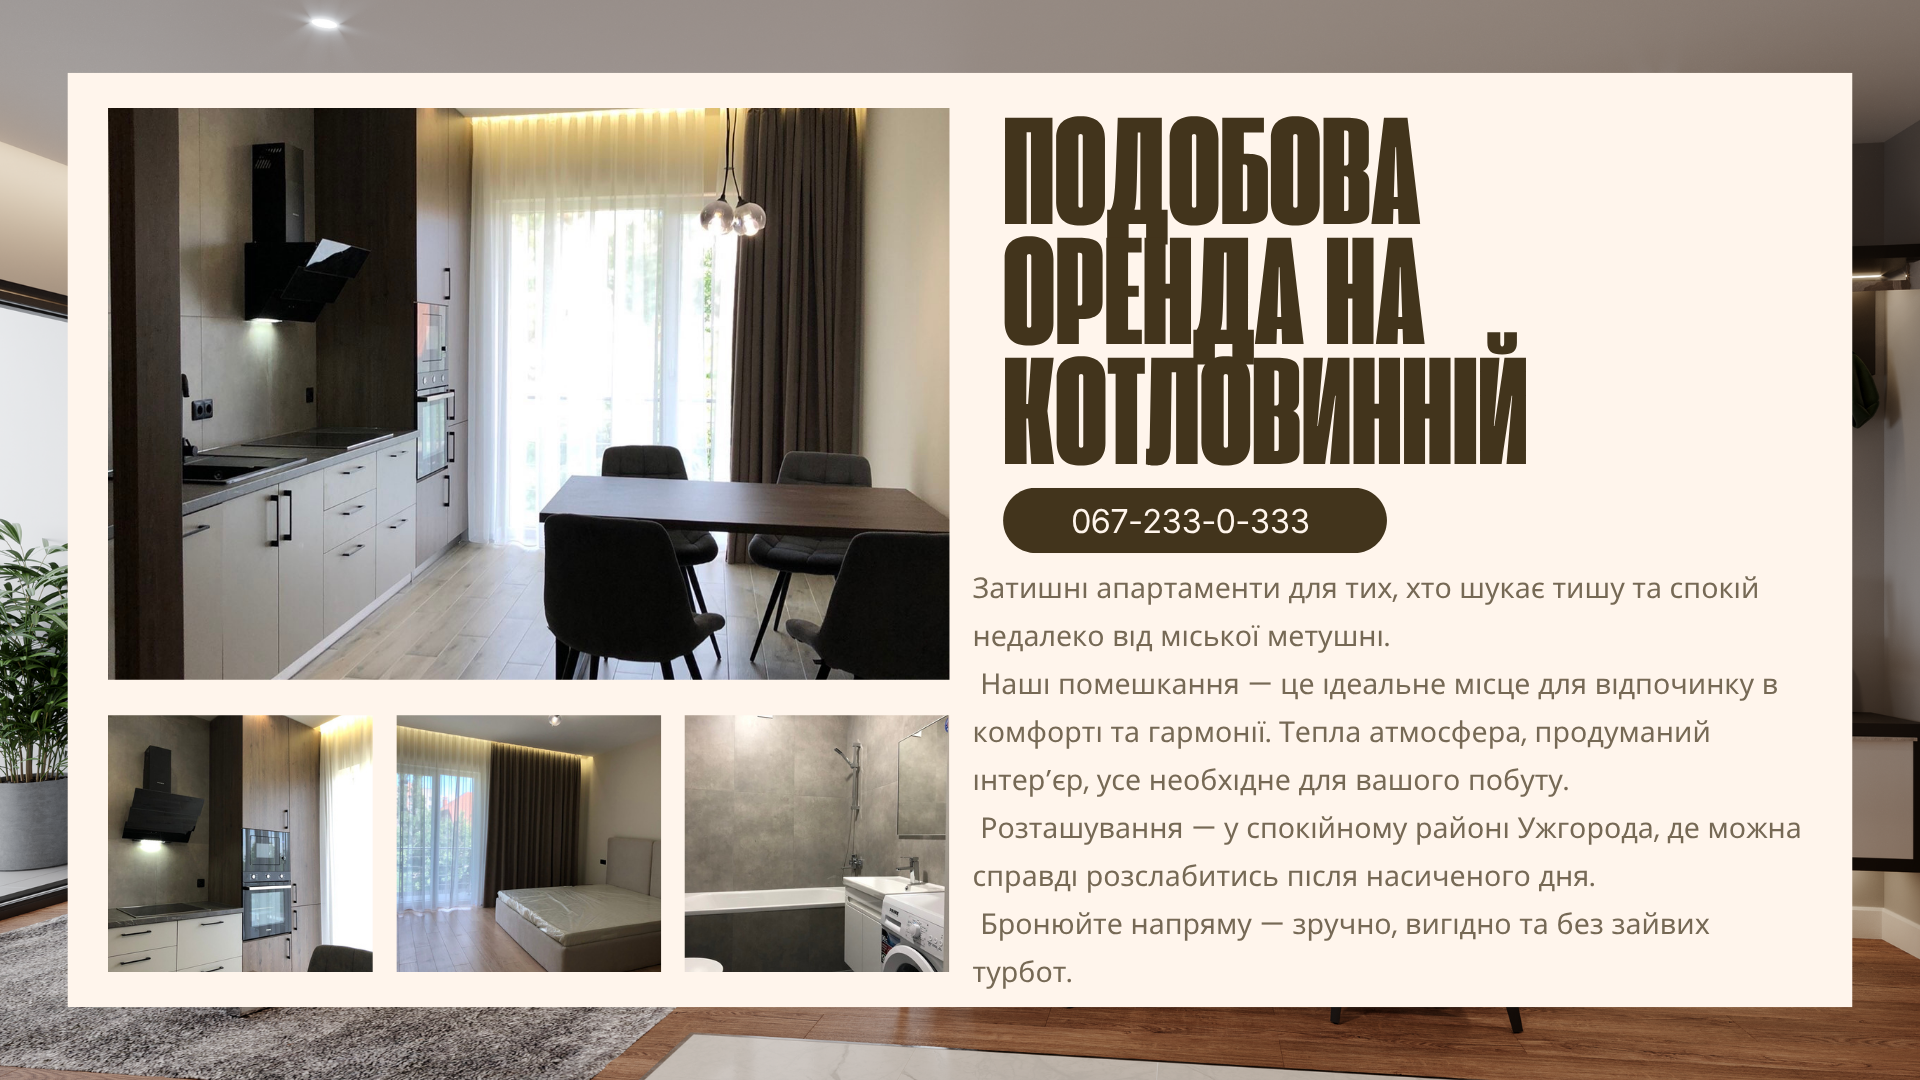 ПОДОБОВА
ОРЕНДА НА
КОТЛОВИННІЙ
067-233-0-333
Затишні апартаменти для тих, хто шукає тишу та спокій
недалеко від міської метушні.
Наші помешкання — це ідеальне місце для відпочинку в
комфорті та гармонії. Тепла атмосфера, продуманий
інтер’єр, усе необхідне для вашого побуту.
Розташування — у спокійному районі Ужгорода, де можна
справді розслабитись після насиченого дня.
Бронюйте напряму — зручно, вигідно та без зайвих
турбот.